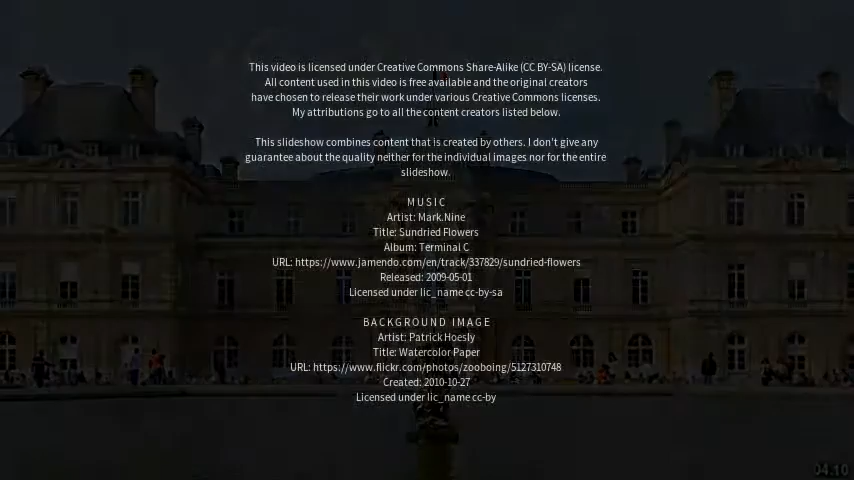 This video is licensed under Creative Commons Share-Alike (CC BY-SA) license.
All content used in this video is free available and the original creators
have chosen to release their work under various Creative Commons licenses.
My attributions go to all the content creators listed below.
This slideshow combines content that is created by others. I don't give any
guarantee about the quality neither for the individual images nor for the entire
slideshow.
MUSIC
Artist: Mark.Nine
Title: Sundried Flowers
Album: Terminal C
URL: https://www.jamendo.com/en/track/337829/sundried-flowers
Released: 2009-05-01
Licensed under lic_name cc-by-sa
BACKGROUND IMAGE
Artist: Patrick Hoesly
Title: Watercolor Paper
URL: https://www.flickr.com/photos/zooboing/5127310748
Created: 2010-10-27
Licensed under lic_name cc-by
04.10